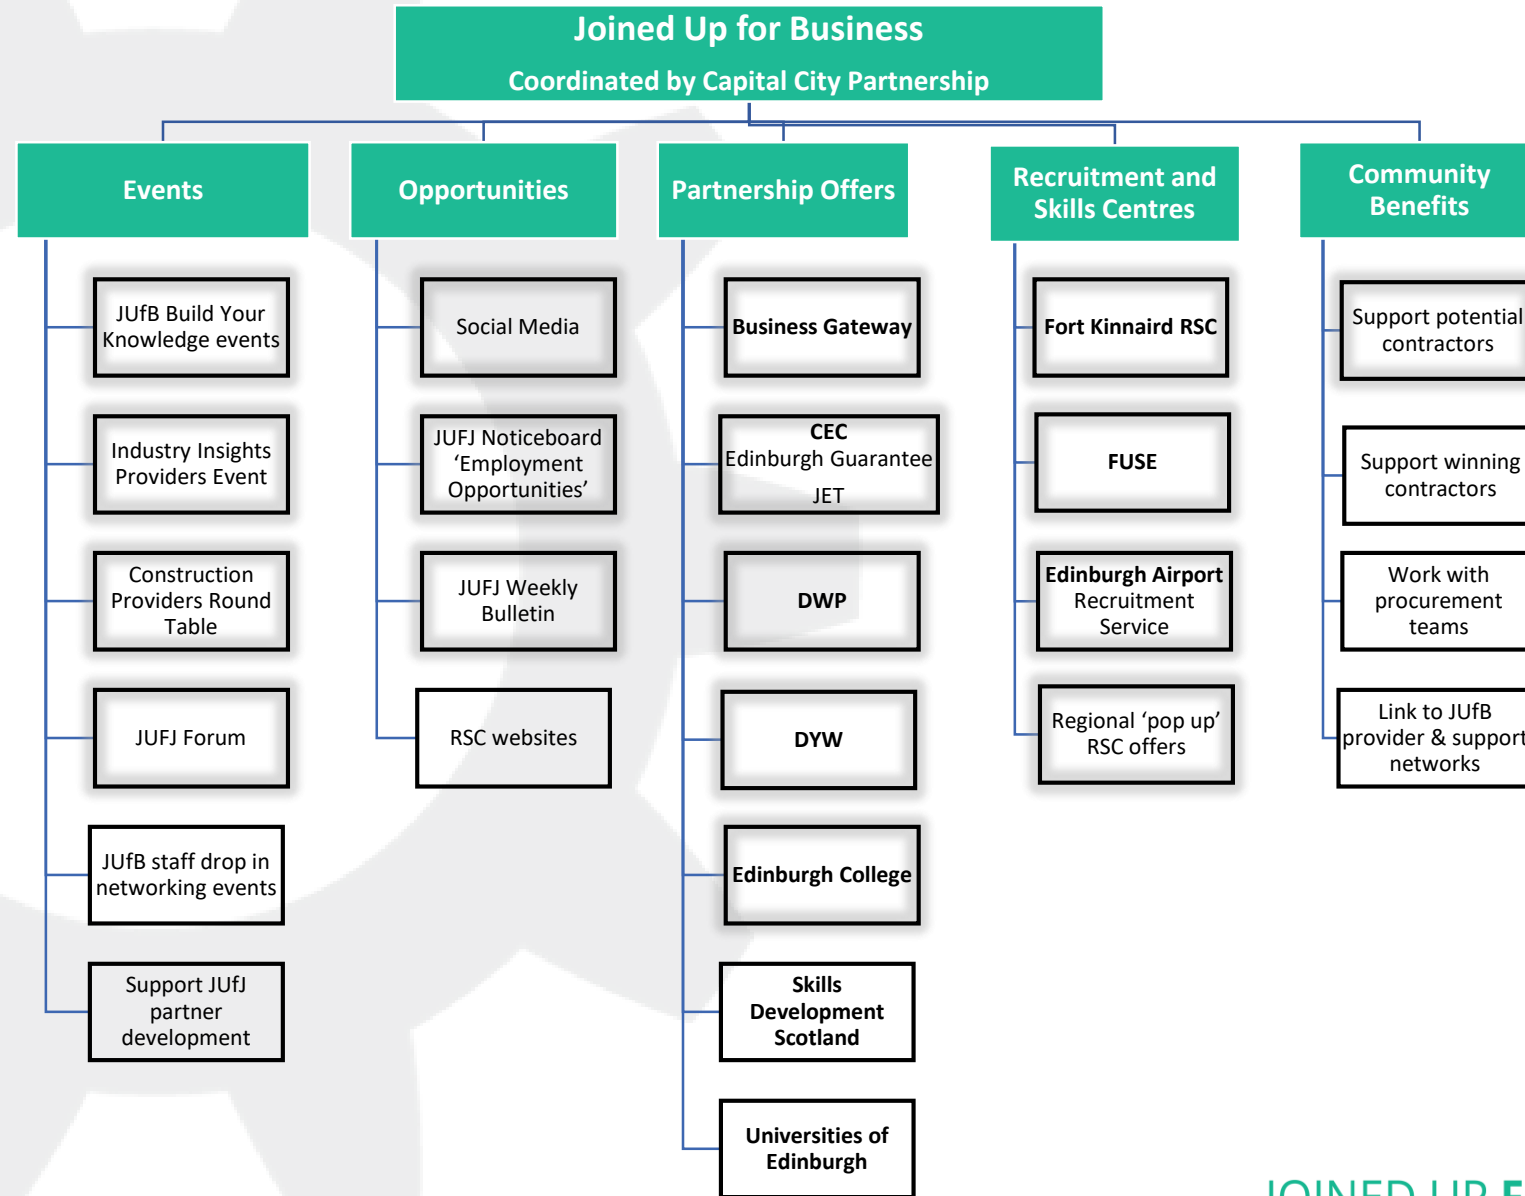 Joined Up for Business
Coordinated by Capital City Partnership
Events
JUfB Build Your
Knowledge events
Industry Insights
Providers Event
Construction
Providers Round
Table
JUFJ Forum
JUfB staff drop in
networking events
Support JUfJ
partner
development
Opportunities
Social Media
JUFJ Noticeboard
‘Employment
Opportunities’
JUFJ Weekly
Bulletin
RSC websites
Partnership Offers
Business Gateway
CEC
Edinburgh Guarantee
JET
DWP
DYW
Edinburgh College
Skills
Development
Scotland
Universities of
Edinburgh
Recruitment and
Skills Centres
Fort Kinnaird RSC
FUSE
Edinburgh Airport
Recruitment
Service
Regional ‘pop up’
RSC offers
Community
Benefits
Support potential
contractors
Support winning
contractors
Work with
procurement
teams
Link to JUfB
provider & support
networks
JOINED UP